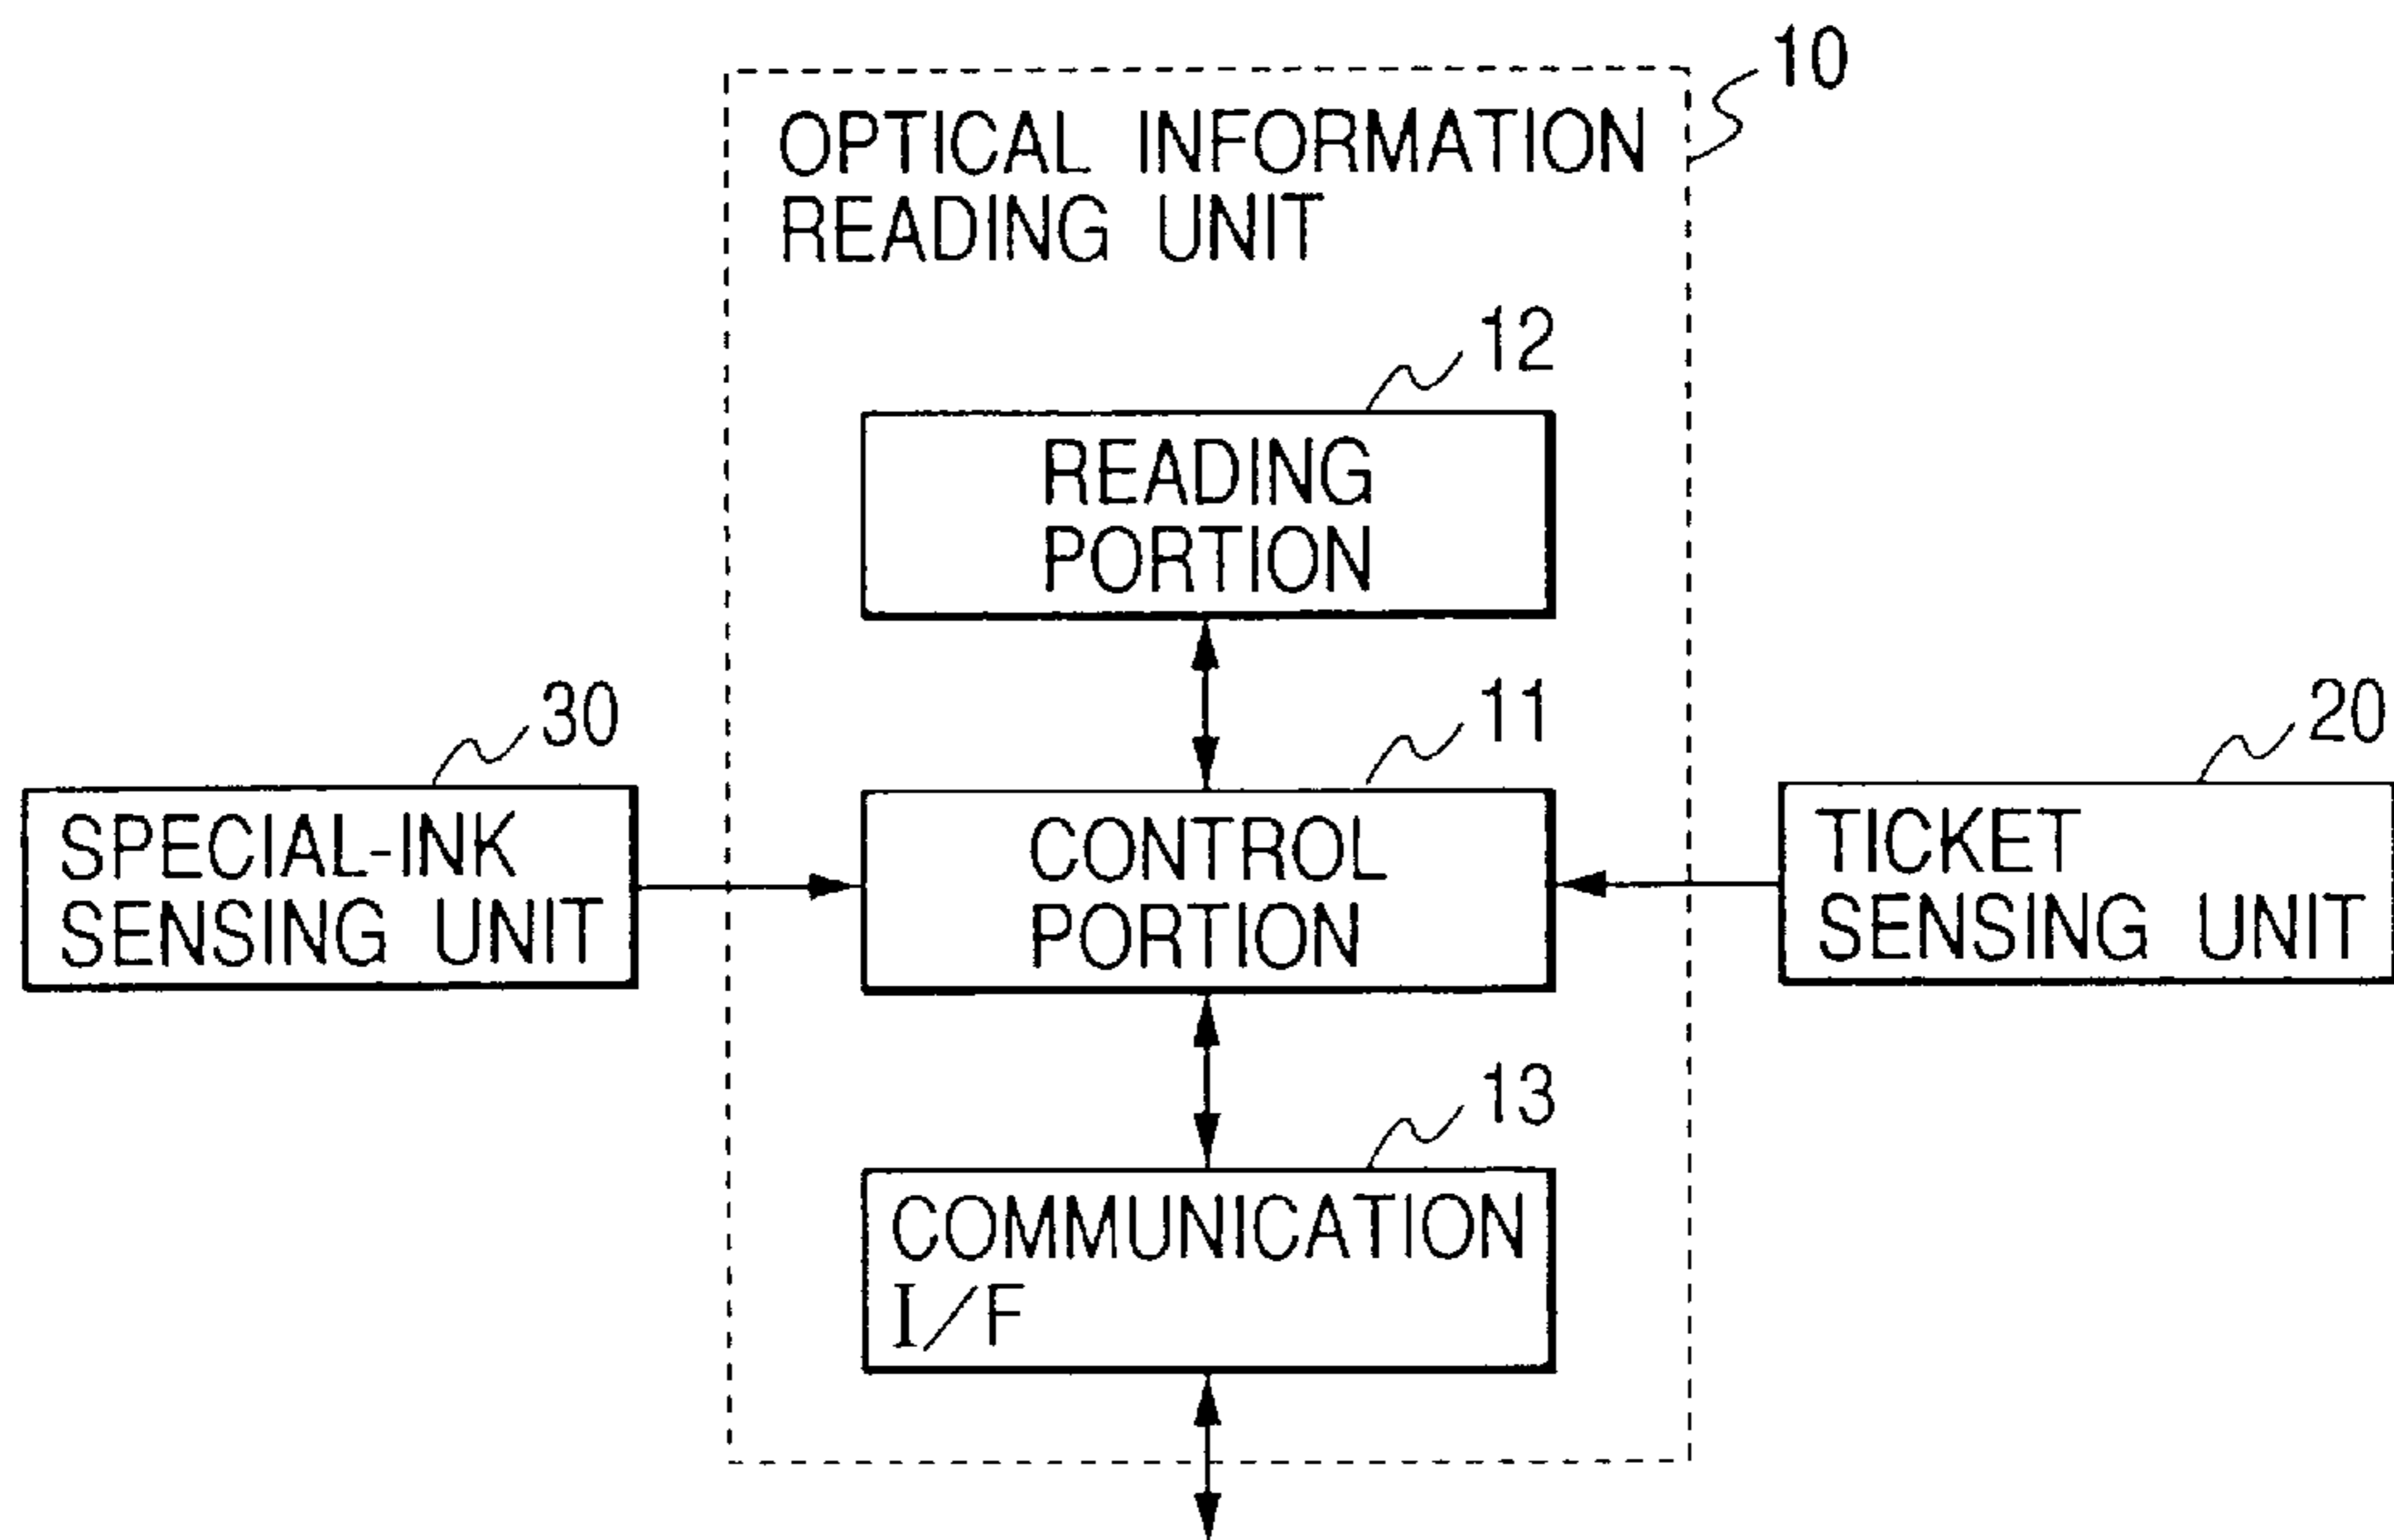 10
OPTICAL INFORMATION
READING UNIT
12
READING
PORTION
30
11
20
SPECIAL-INK
SENSING UNIT
CONTROL
PORTION
TICKET
SENSING UNIT
13
COMMUNICATION
I/F